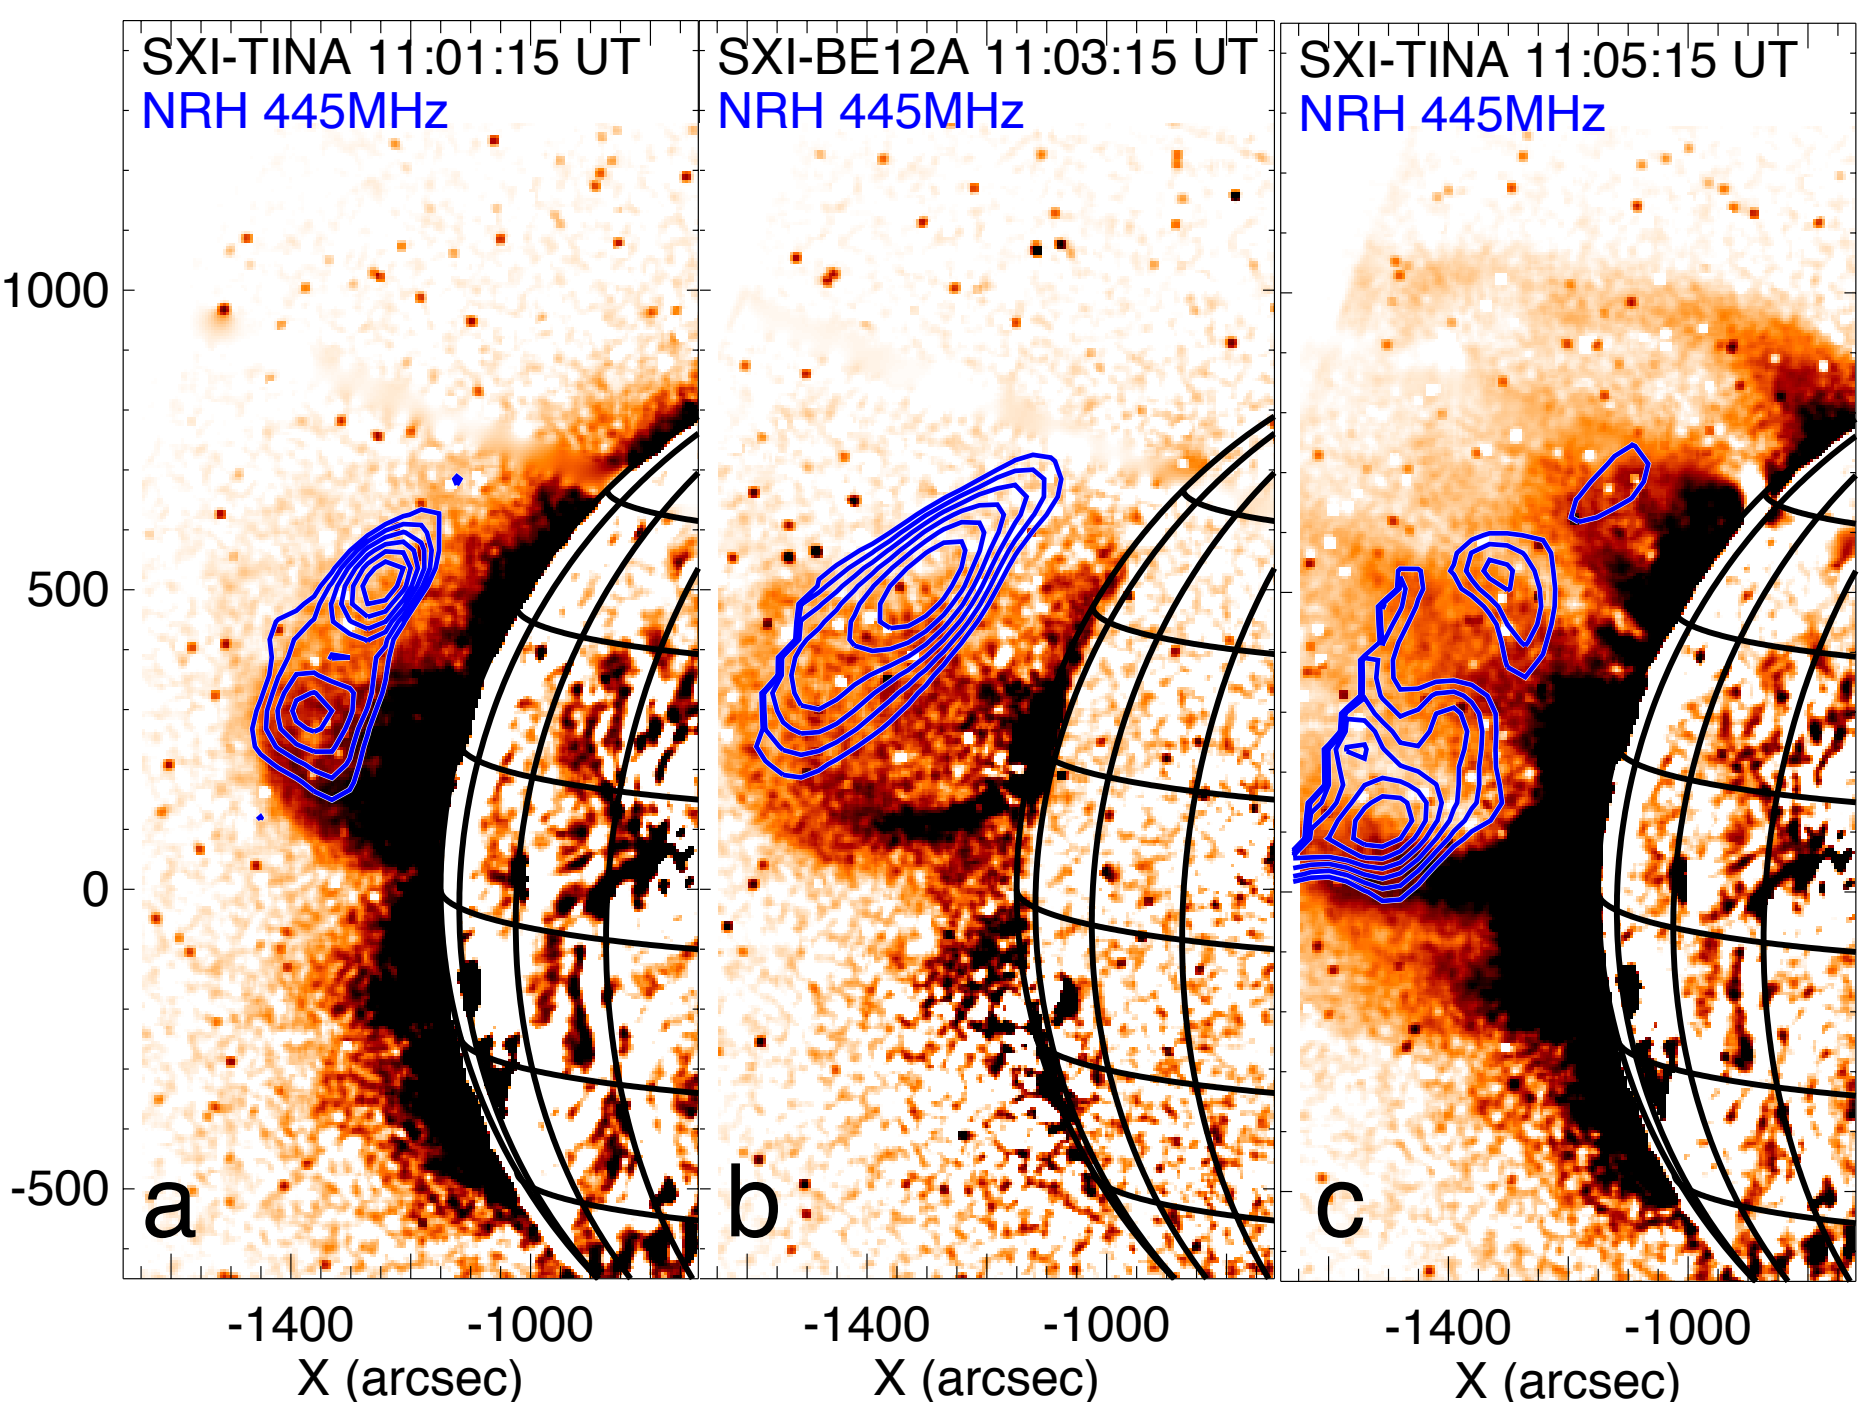 SXI-TINA 11:01:15 UT
NRH 445MHz
SXI-BE12A 11:03:15 UT
NRH 445MHz
SXI-TINA 11:05:15 UT
NRH 445MHz
1000
500
0
-500
a
b
c
-1400 -1000
-1400 -1000
-1400 -1000
X (arcsec)
X (arcsec)
X (arcsec)